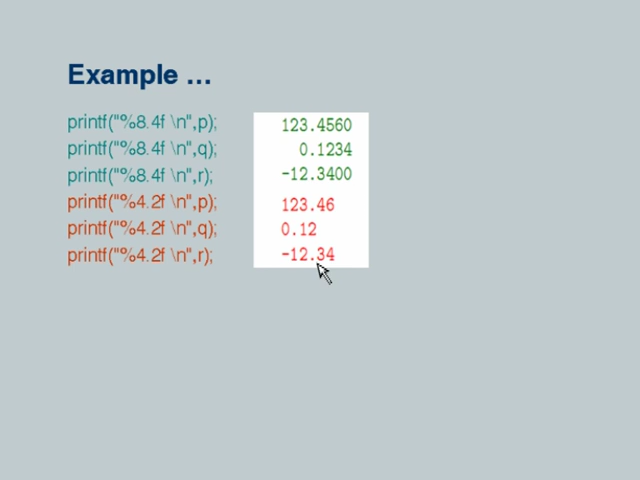 Example …
printf("%8.4f \n",p);
printf("%8.4f \n",q);
printf("%8.4f \n",r);
printf("%4.2f \n",p);
printf("%4.2f \n",q);
printf("%4.2f \n",r);
123.4560
0.1234
-12.3400
123.46
0.12
-12.34